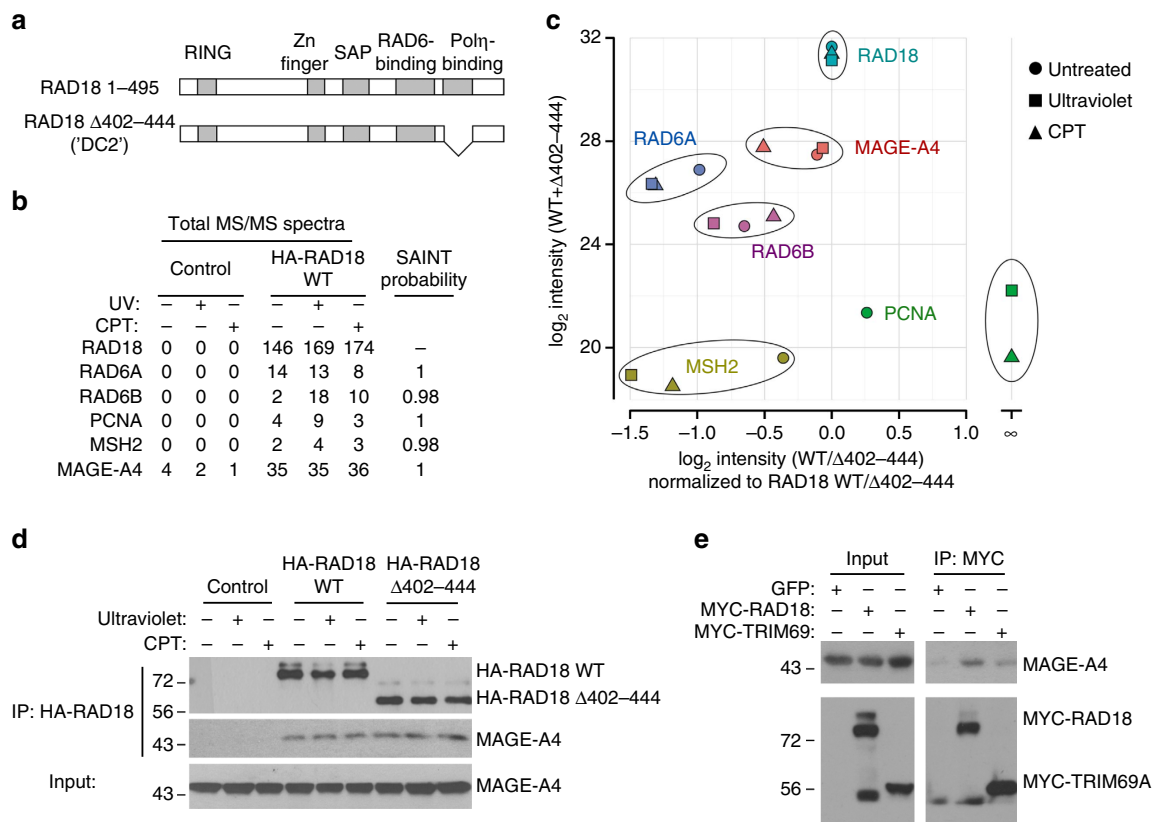 a
RING
Zn finger
SAP
RAD6-binding
Polη-binding
RAD18 1–495
RAD18 Δ402–444
('DC2')
b
Total MS/MS spectra
Control
HA-RAD18 WT
SAINT probability
UV: – + – – + –
CPT: – – + – – +
RAD18 0 0 0 146 169 174 –
RAD6A 0 0 0 14 13 8 1
RAD6B 0 0 0 2 18 10 0.98
PCNA 0 0 0 4 9 3 1
MSH2 0 0 0 2 4 3 0.98
MAGE-A4 4 2 1 35 35 36 1
c
log2 intensity (WT+Δ402–444)
32
28
24
20
RAD18
RAD6A
MAGE-A4
RAD6B
PCNA
MSH2
Untreated
Ultraviolet
CPT
–1.5 –1.0 –0.5 0.0 0.5 1.0 ∞
log2 intensity (WT/Δ402–444)
normalized to RAD18 WT/Δ402–444
d
Control
HA-RAD18 WT
HA-RAD18 Δ402–444
Ultraviolet: – + – – + – – + –
CPT: – – + – – + – – +
IP: HA-RAD18
72 –
56 –
43 –
HA-RAD18 WT
HA-RAD18 Δ402–444
MAGE-A4
Input:
43 –
MAGE-A4
e
Input
IP: MYC
GFP: + – – + – –
MYC-RAD18: – + – – + –
MYC-TRIM69: – – + – – +
43 –
MAGE-A4
72 –
56 –
MYC-RAD18
MYC-TRIM69A